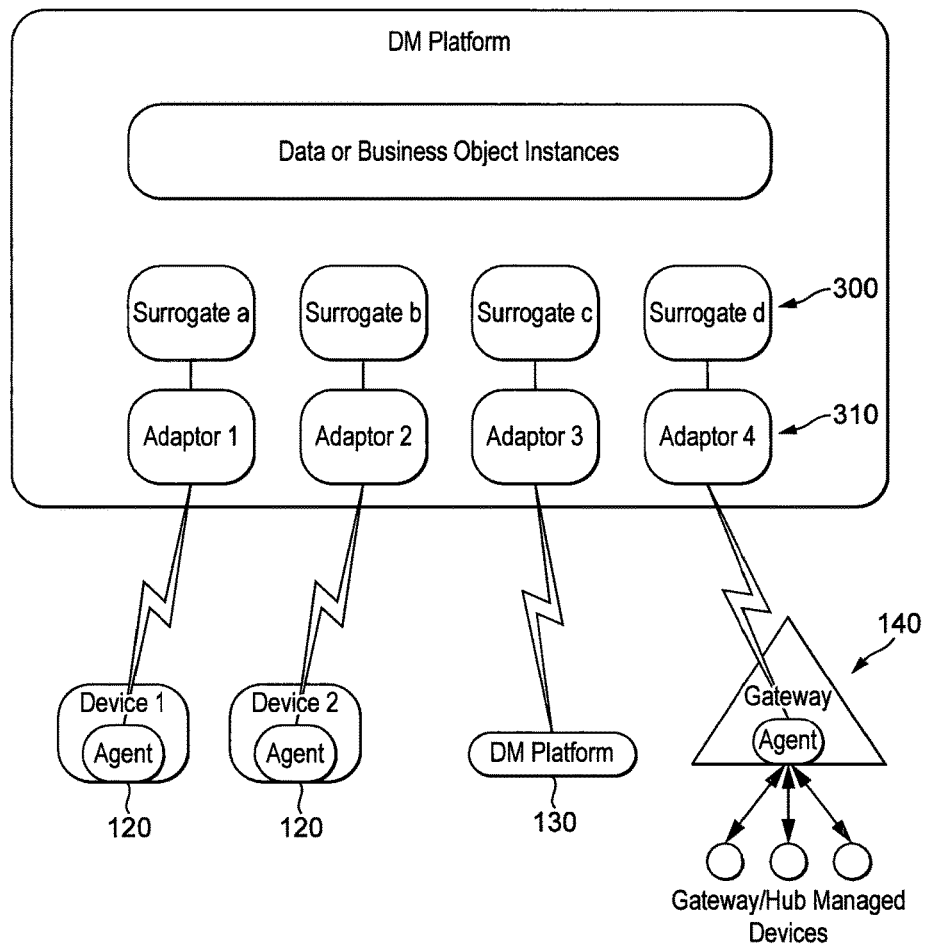 DM Platform
Data or Business Object Instances
Surrogate a
Surrogate b
Surrogate c
Surrogate d
300
Adaptor 1
Adaptor 2
Adaptor 3
Adaptor 4
310
140
Device 1
Agent
120
Device 2
Agent
120
DM Platform
130
Gateway
Agent
Gateway/Hub Managed
Devices